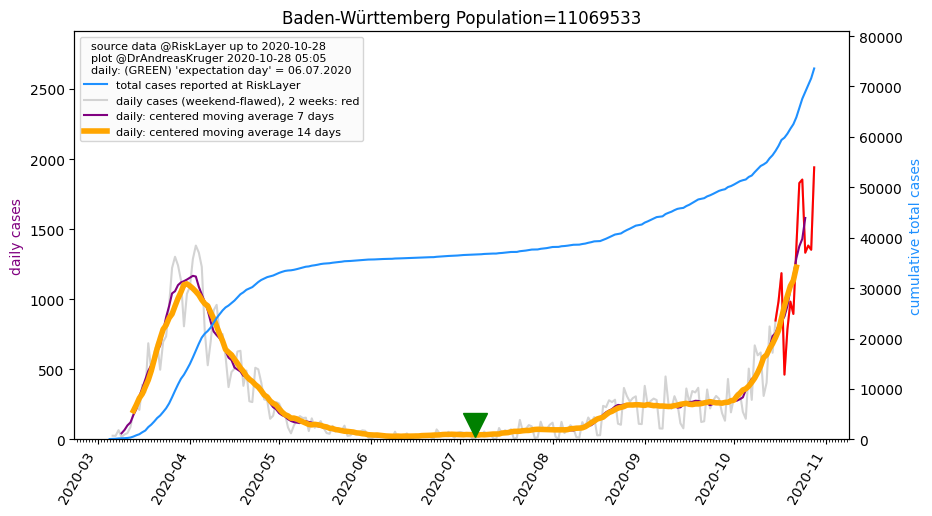 Baden-Württemberg Population=11069533
source data @RiskLayer up to 2020-10-28
plot @DrAndreasKruger 2020-10-28 05:05
daily: (GREEN) 'expectation day' = 06.07.2020
total cases reported at RiskLayer
daily cases (weekend-flawed), 2 weeks: red
daily: centered moving average 7 days
daily: centered moving average 14 days
daily cases
2500
2000
1500
1000
500
0
80000
70000
60000
50000
40000
30000
20000
10000
0
cumulative total cases
2020-03
2020-04
2020-05
2020-06
2020-07
2020-08
2020-09
2020-10
2020-11